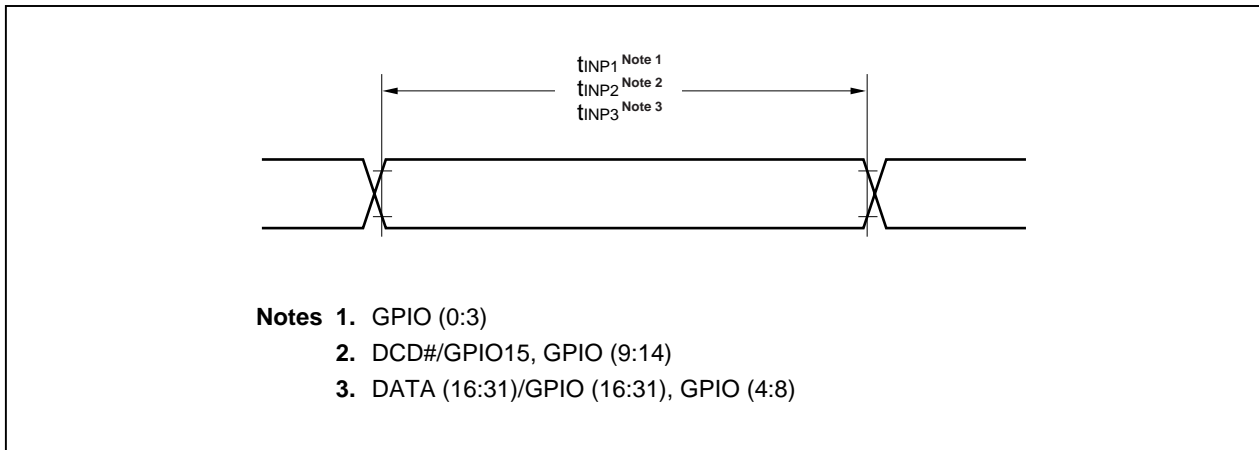 tINP1 Note 1
tINP2 Note 2
tINP3 Note 3
Notes 1. GPIO (0:3)
2. DCD#/GPIO15, GPIO (9:14)
3. DATA (16:31)/GPIO (16:31), GPIO (4:8)